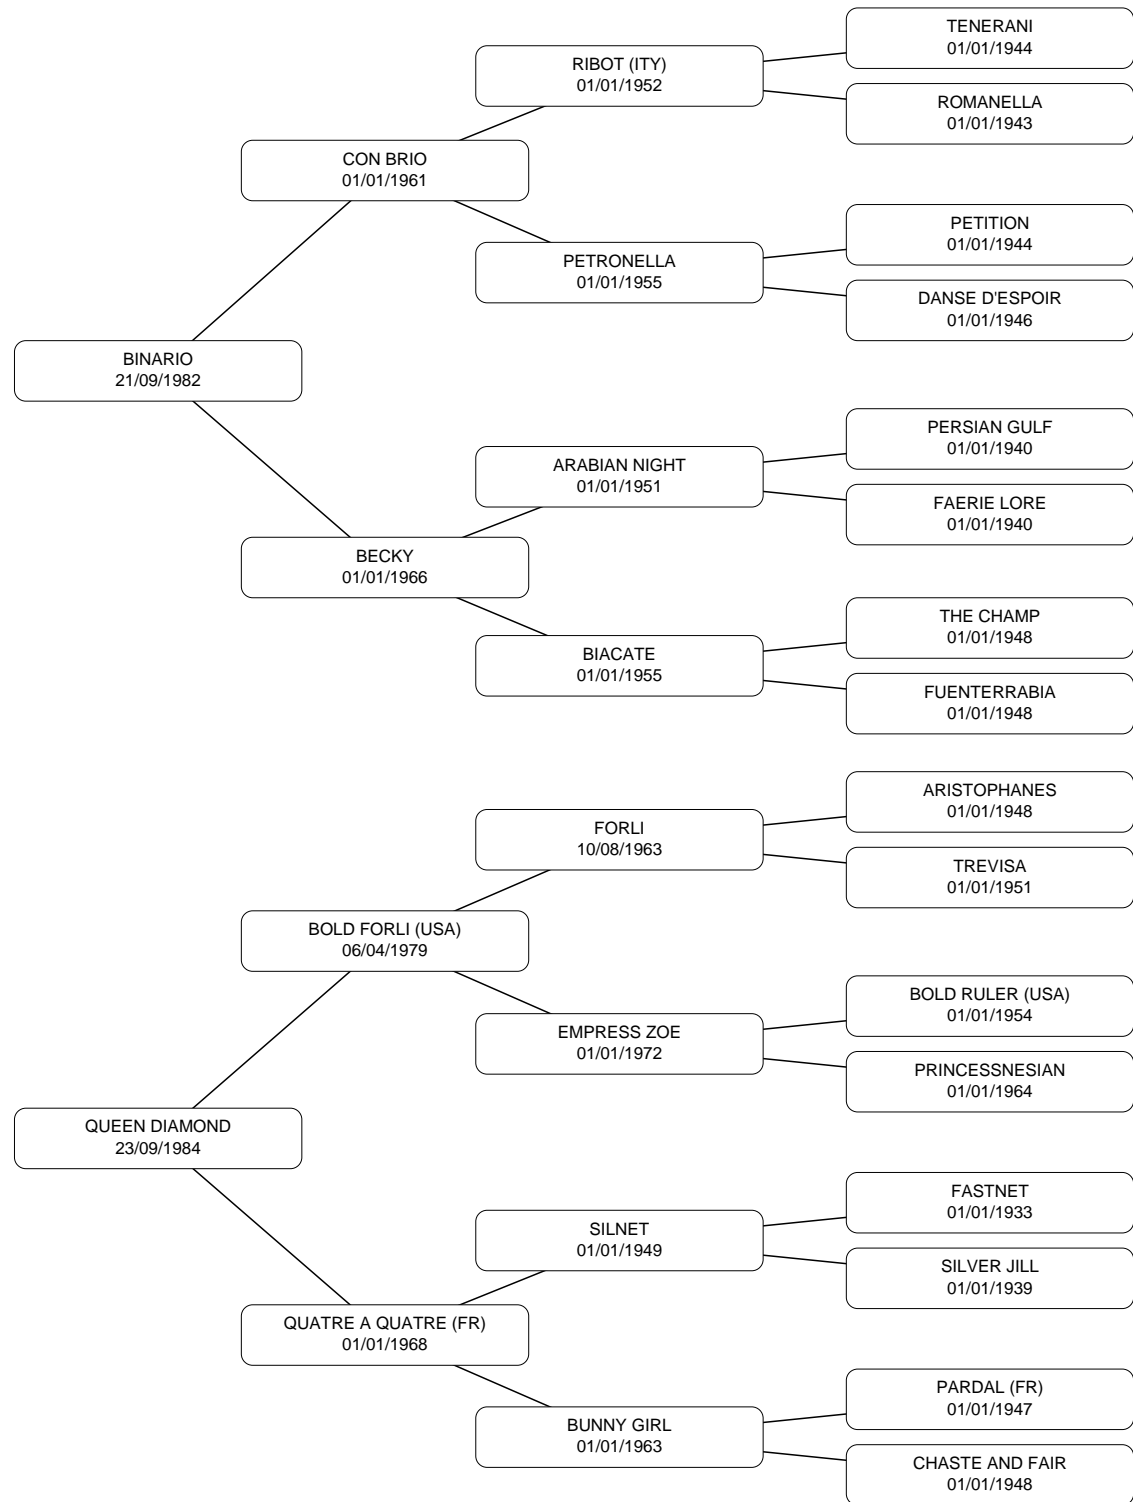 TENERANI
01/01/1944
RIBOT (ITY)
01/01/1952
ROMANELLA
01/01/1943
CON BRIO
01/01/1961
PETITION
01/01/1944
PETRONELLA
01/01/1955
DANSE D'ESPOIR
01/01/1946
BINARIO
21/09/1982
PERSIAN GULF
01/01/1940
ARABIAN NIGHT
01/01/1951
FAERIE LORE
01/01/1940
BECKY
01/01/1966
THE CHAMP
01/01/1948
BIACATE
01/01/1955
FUENTERRABIA
01/01/1948
ARISTOPHANES
01/01/1948
FORLI
10/08/1963
TREVISA
01/01/1951
BOLD FORLI (USA)
06/04/1979
BOLD RULER (USA)
01/01/1954
EMPRESS ZOE
01/01/1972
PRINCESSNESIAN
01/01/1964
QUEEN DIAMOND
23/09/1984
FASTNET
01/01/1933
SILNET
01/01/1949
SILVER JILL
01/01/1939
QUATRE A QUATRE (FR)
01/01/1968
PARDAL (FR)
01/01/1947
BUNNY GIRL
01/01/1963
CHASTE AND FAIR
01/01/1948